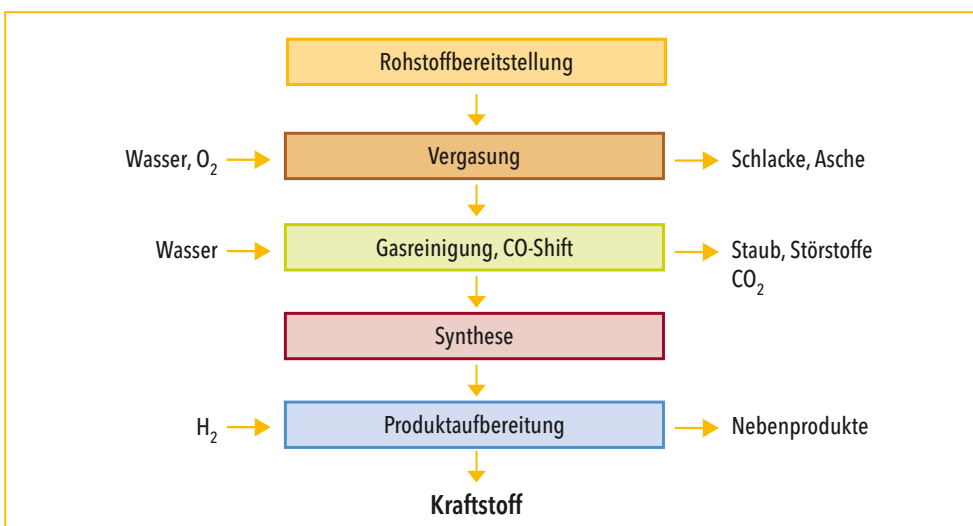 Rohstoffbereitstellung
Wasser, O₂
Vergasung
Schlacke, Asche
Wasser
Gasreinigung, CO-Shift
Staub, Störstoffe
CO₂
Synthese
H₂
Produktaufbereitung
Nebenprodukte
Kraftstoff